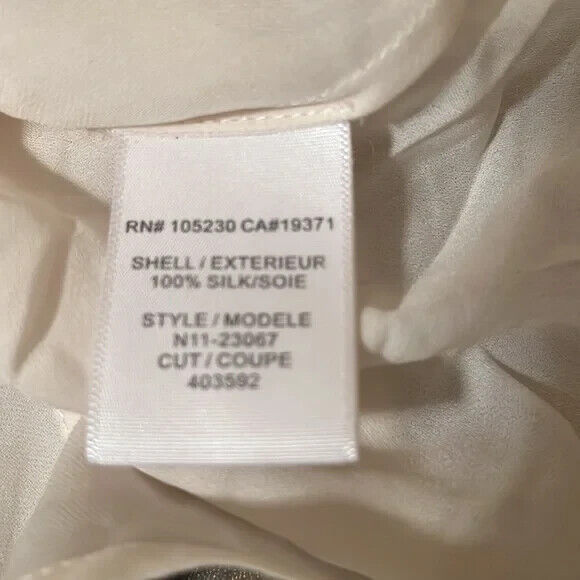 RN# 105230 CA#19371
SHELL / EXTERIEUR
100% SILK/SOIE
STYLE / MODELE
N11-23067
CUT / COUPE
403592